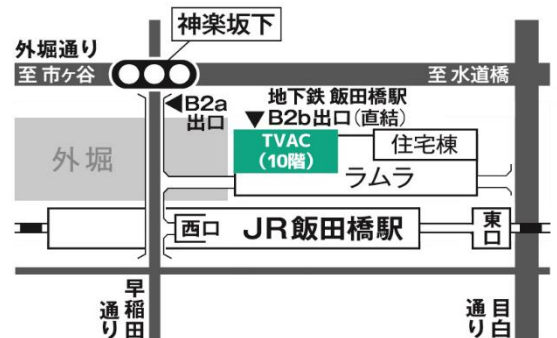 神楽坂下
外堀通り
至 市ヶ谷
至 水道橋
◀B2a
出口
地下鉄 飯田橋駅
▼B2b出口(直結)
TVAC
(10階)
住宅棟
外堀
ラムラ
西口
JR飯田橋駅
東口
早稲田通り
目白通り